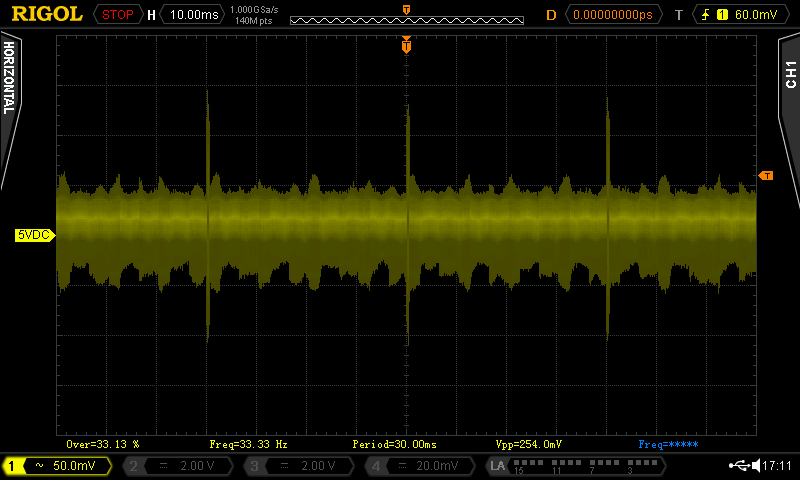 RIGOL STOP H 10.00ms 1.000GSa/s 140M pts D 0.00000000ps T 1 60.0mV
T
HORIZONTAL
T
CH1
T
5VDC
Over=33.13 % Freq=33.33 Hz Period=30.00ms Vpp=254.0mV Freq=*****
1 ~ 50.0mV 2 = 2.00 V 3 = 2.00 V 4 = 20.0mV LA 15 11 7 3 17:11